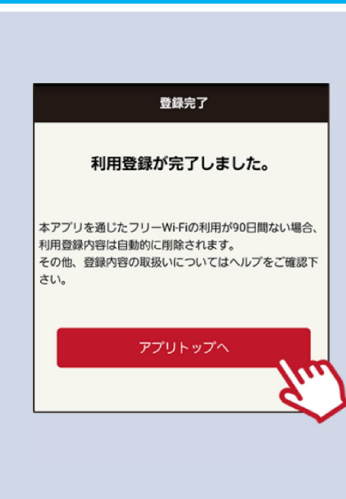 登録完了
利用登録が完了しました。
本アプリを通じたフリーWi-Fiの利用が90日間ない場合、
利用登録内容は自動的に削除されます。
その他、登録内容の取扱いについてはヘルプをご確認下
さい。
アプリトップへ